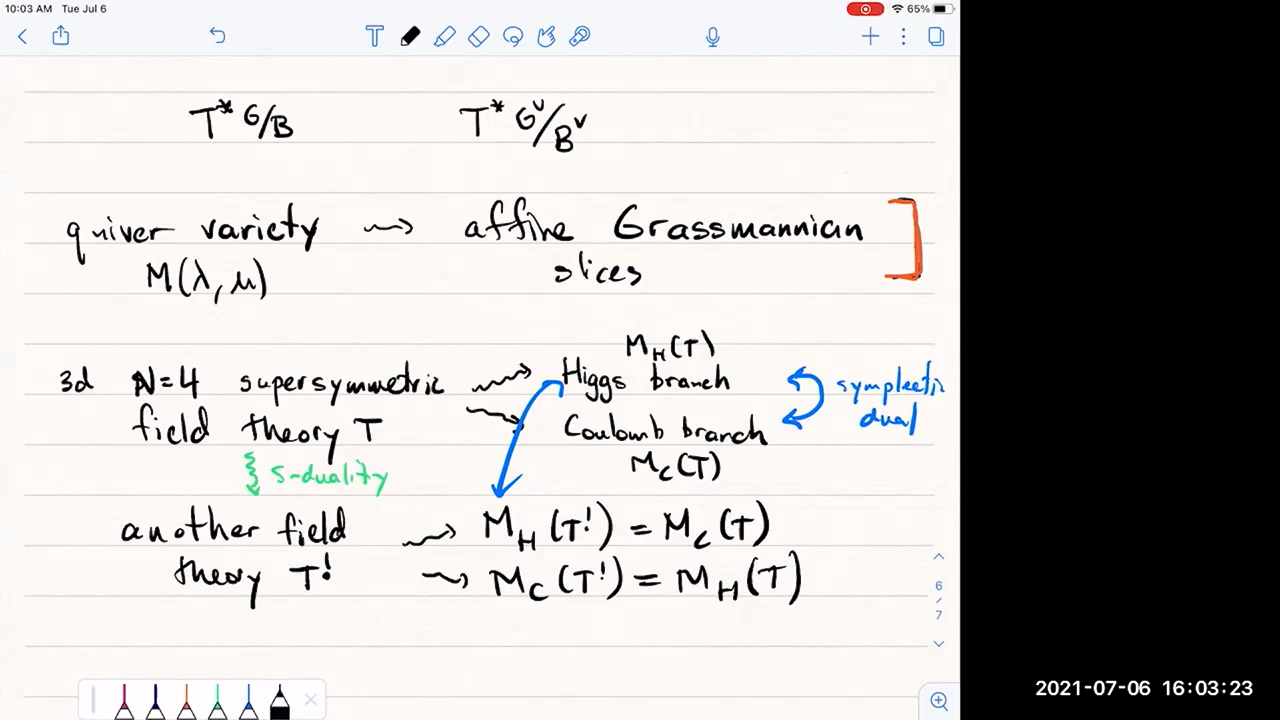 10:03 AM Tue Jul 6
65%
T* G/B T* G^∨/B^∨
quiver variety ⇝ affine Grassmannian
M(λ, μ) slices
M_H(T)
3d N=4 supersymmetric ⇝ Higgs branch
field theory T ⇝ Coulomb branch
symplectic
dual
M_C(T)
S-duality
another field ⇝ M_H(T!) = M_C(T)
theory T! ⇝ M_C(T!) = M_H(T)
6
/
7
2021-07-06 16:03:23